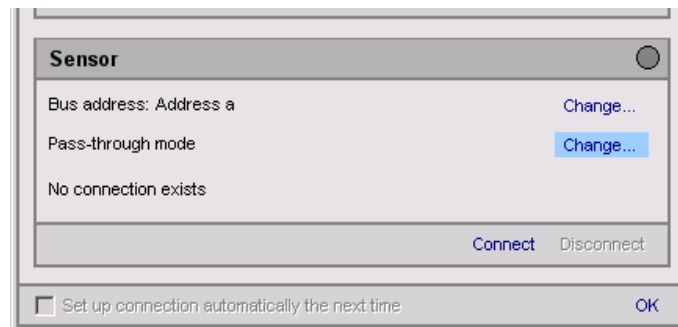 Sensor
Bus address: Address a Change...
Pass-through mode Change...
No connection exists
Connect Disconnect
Set up connection automatically the next time OK